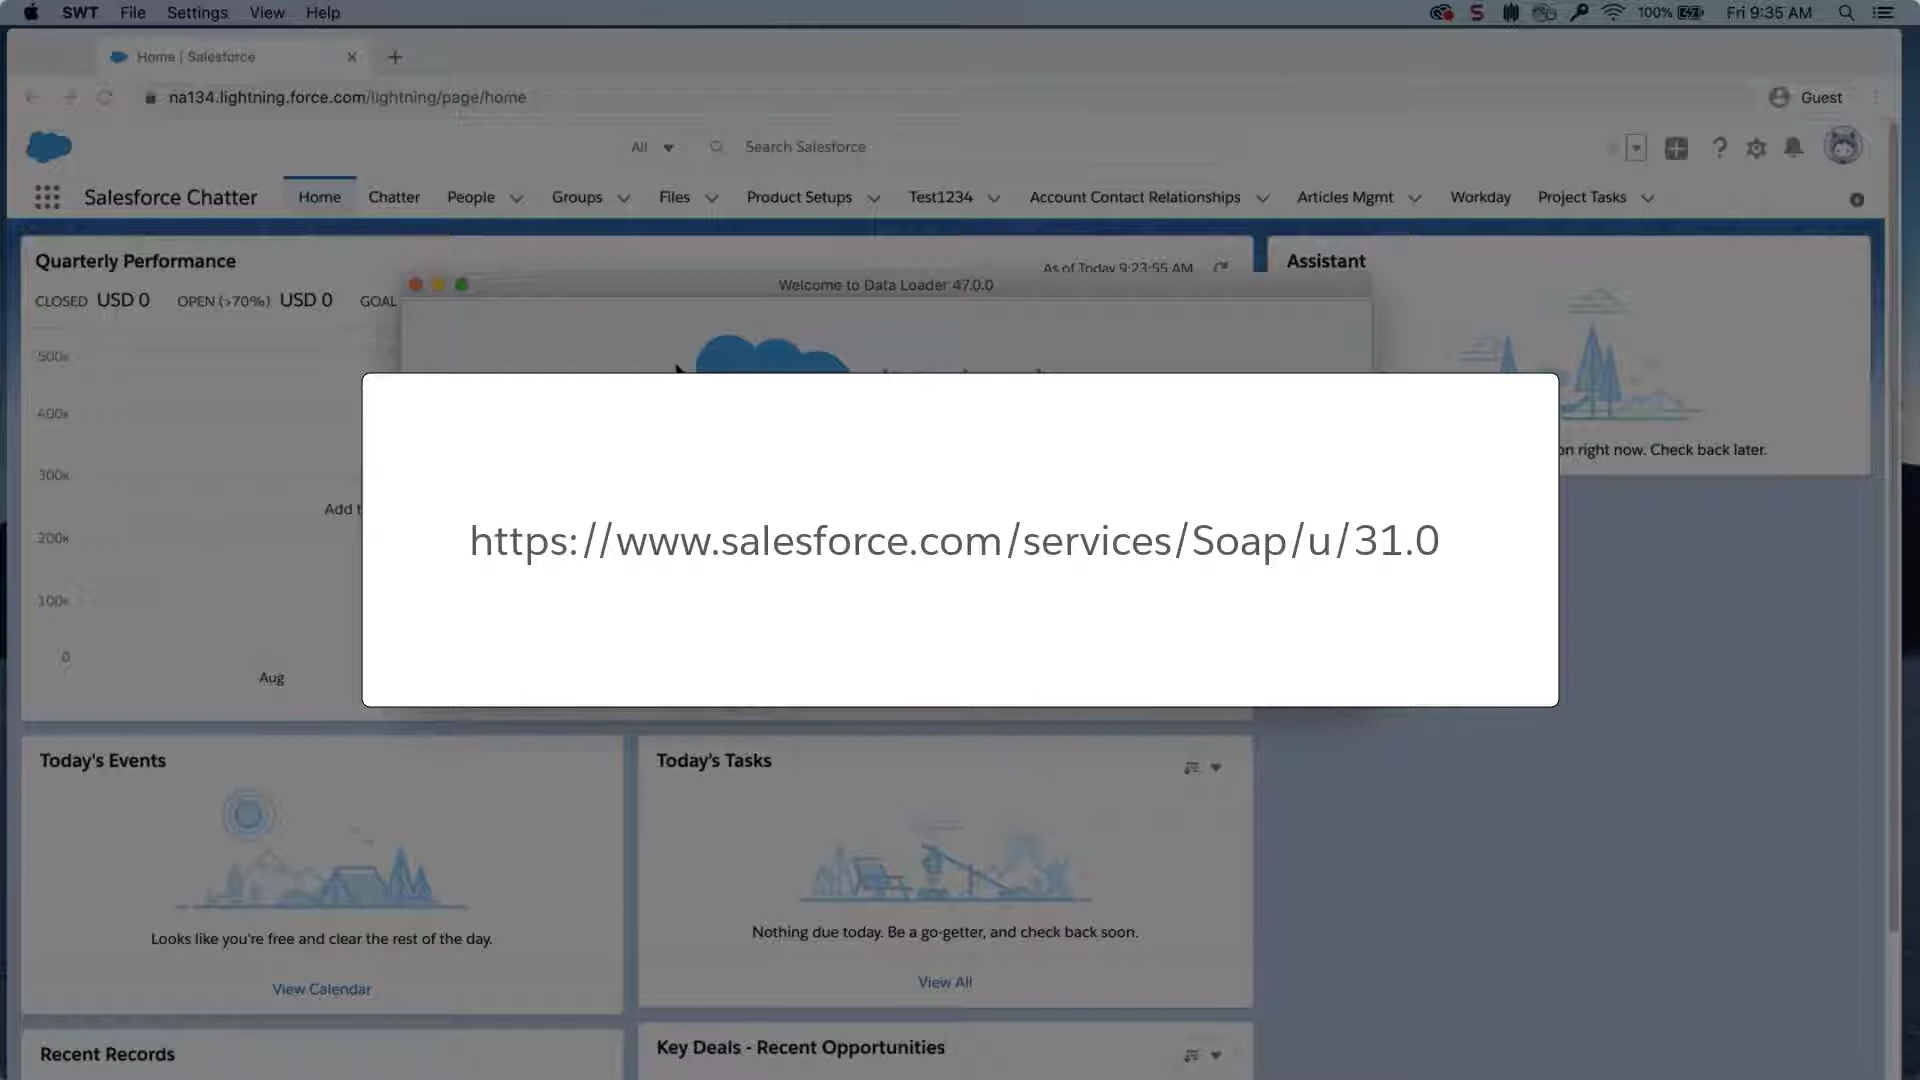 SWT File Settings View Help 100% Fri 9:35 AM
Home | Salesforce
na134.lightning.force.com/lightning/page/home Guest
All Search Salesforce
Salesforce Chatter Home Chatter People Groups Files Product Setups Test1234 Account Contact Relationships Articles Mgmt Workday Project Tasks
Quarterly Performance
As of Today 9:23:55 AM
Assistant
CLOSED USD 0 OPEN (>70%) USD 0 GOAL
Welcome to Data Loader 47.0.0
500K
400K
on right now. Check back later.
300K
Add t
200K
https://www.salesforce.com/services/Soap/u/31.0
100K
0
Aug
Today's Events
Today's Tasks
Looks like you're free and clear the rest of the day.
Nothing due today. Be a go-getter, and check back soon.
View Calendar
View All
Recent Records
Key Deals - Recent Opportunities